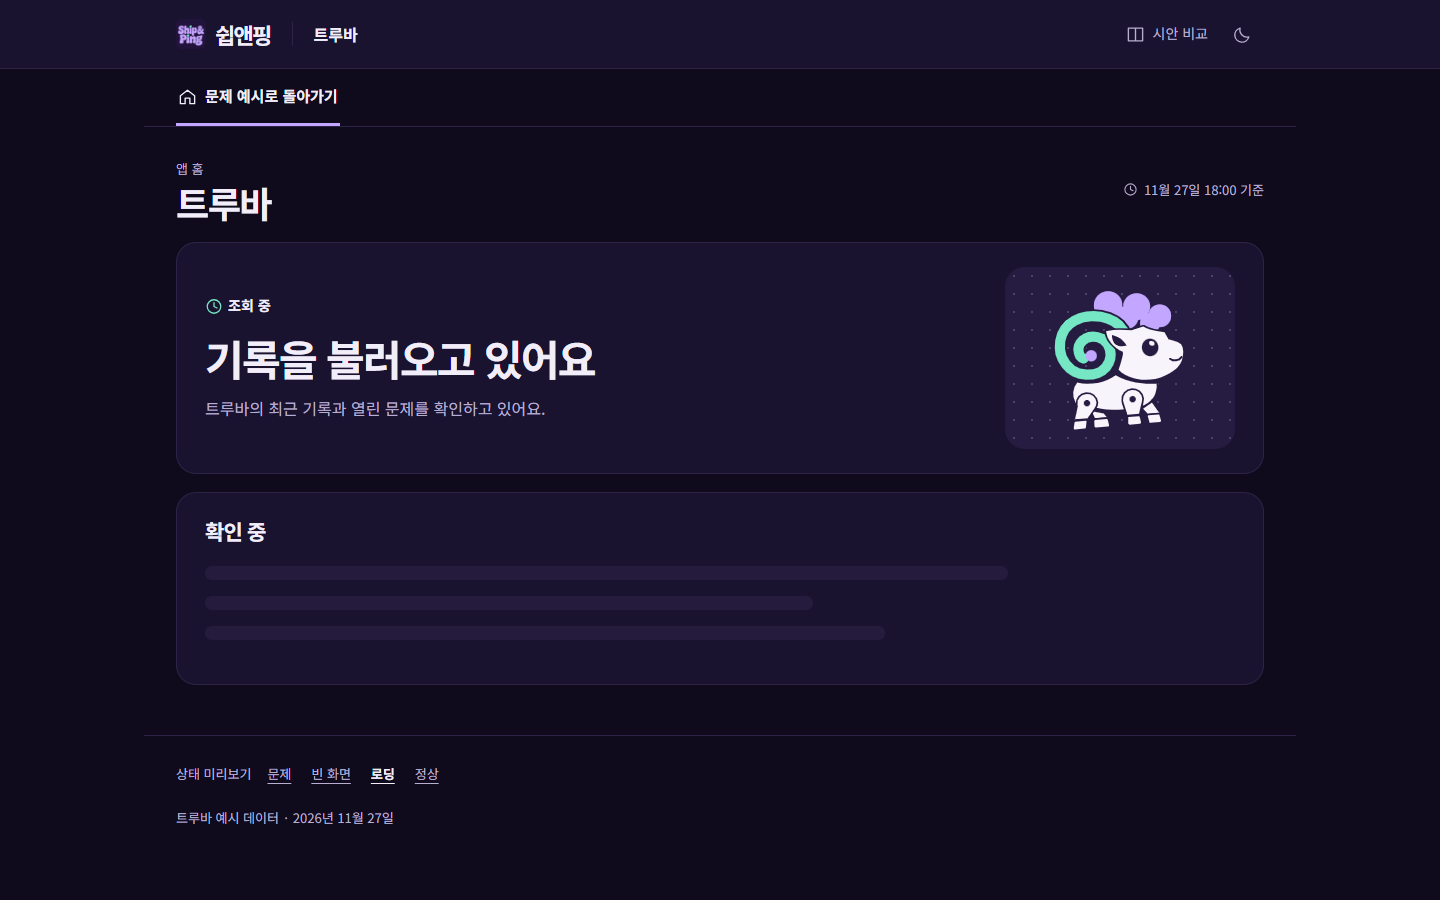 Ship&
Ping
쉽앤핑
트루바
시안 비교
문제 예시로 돌아가기
앱 홈
트루바
11월 27일 18:00 기준
조회 중
기록을 불러오고 있어요
트루바의 최근 기록과 열린 문제를 확인하고 있어요.
확인 중
상태 미리보기 문제 빈 화면 로딩 정상
트루바 예시 데이터 · 2026년 11월 27일